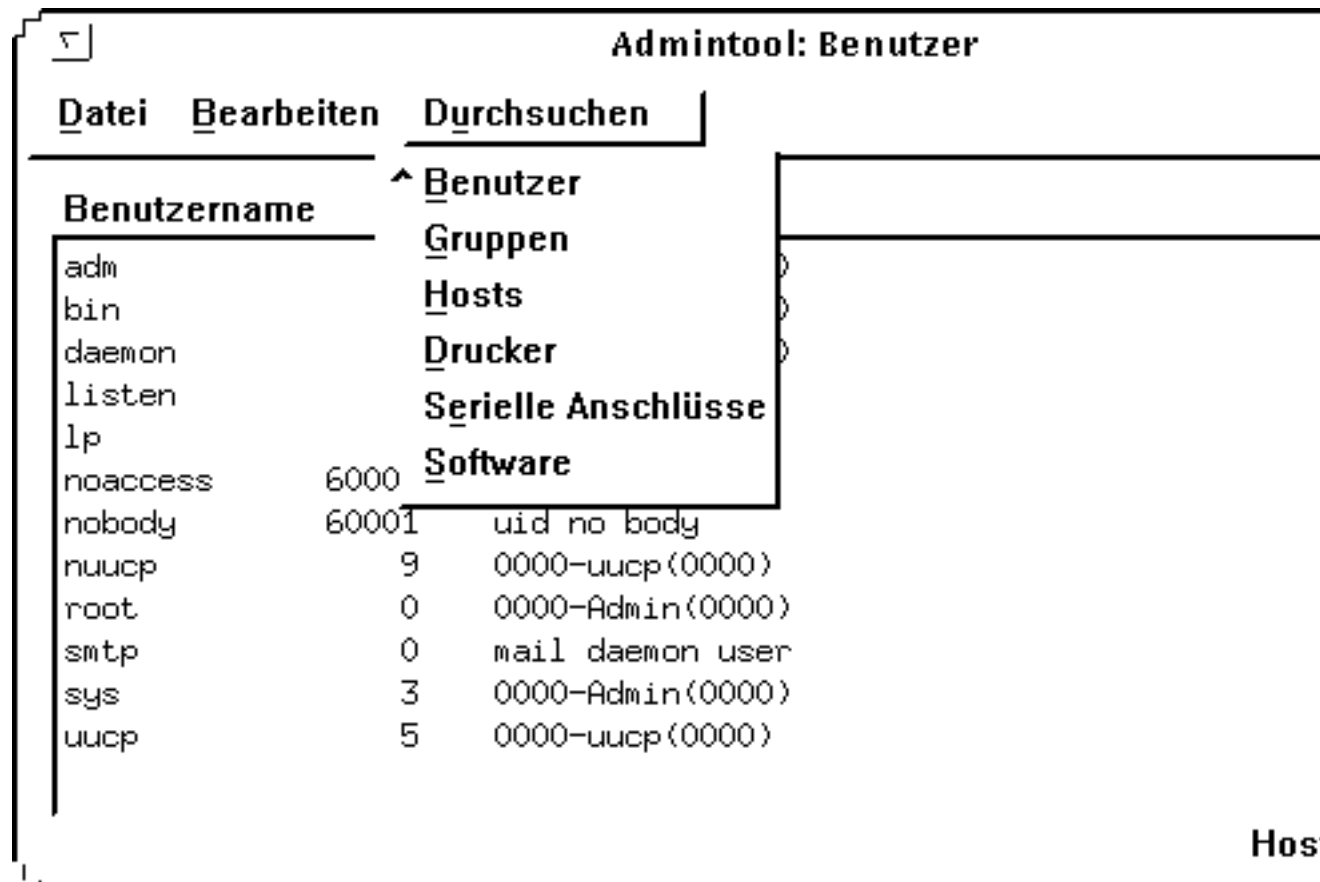 Admintool: Benutzer
Datei Bearbeiten Durchsuchen
Benutzer
Gruppen
Hosts
Drucker
Serielle Anschlüsse
Software
Benutzername
adm
bin
daemon
listen
lp
noaccess 6000
nobody 60001 uid no body
nuucp 9 0000-uucp(0000)
root 0 0000-Admin(0000)
smtp 0 mail daemon user
sys 3 0000-Admin(0000)
uucp 5 0000-uucp(0000)